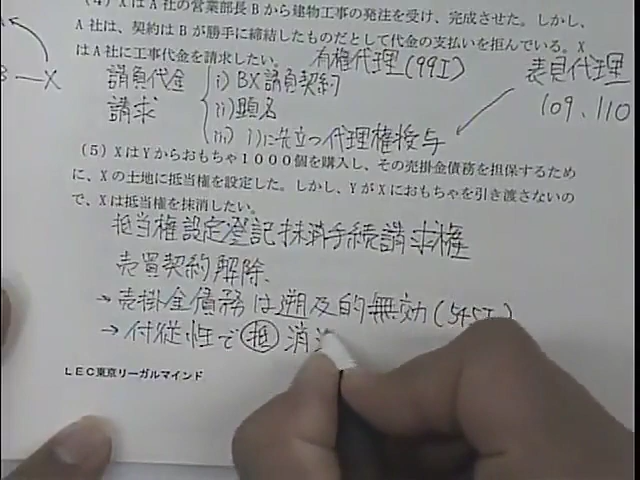 (4) XはA社の営業部長Bから建物工事の発注を受け、完成させた。しかし、
A社は、契約はBが勝手に締結したものだとして代金の支払いを拒んでいる。X
はA社に工事代金を請求したい。
有権代理(99I)
B―X
請負代金
請求
i) BX請負契約
ii) 顕名
iii) i)に先立つ代理権授与
表見代理
109、110
(5) XはYからおもちゃ1000個を購入し、その売掛金債務を担保するため
に、Xの土地に抵当権を設定した。しかし、YがXにおもちゃを引き渡さないの
で、Xは抵当権を抹消したい。
抵当権設定登記抹消手続請求権
売買契約解除、
→売掛金債務は遡及的無効(545I)
→付従性で抵消
LEC東京リーガルマインド